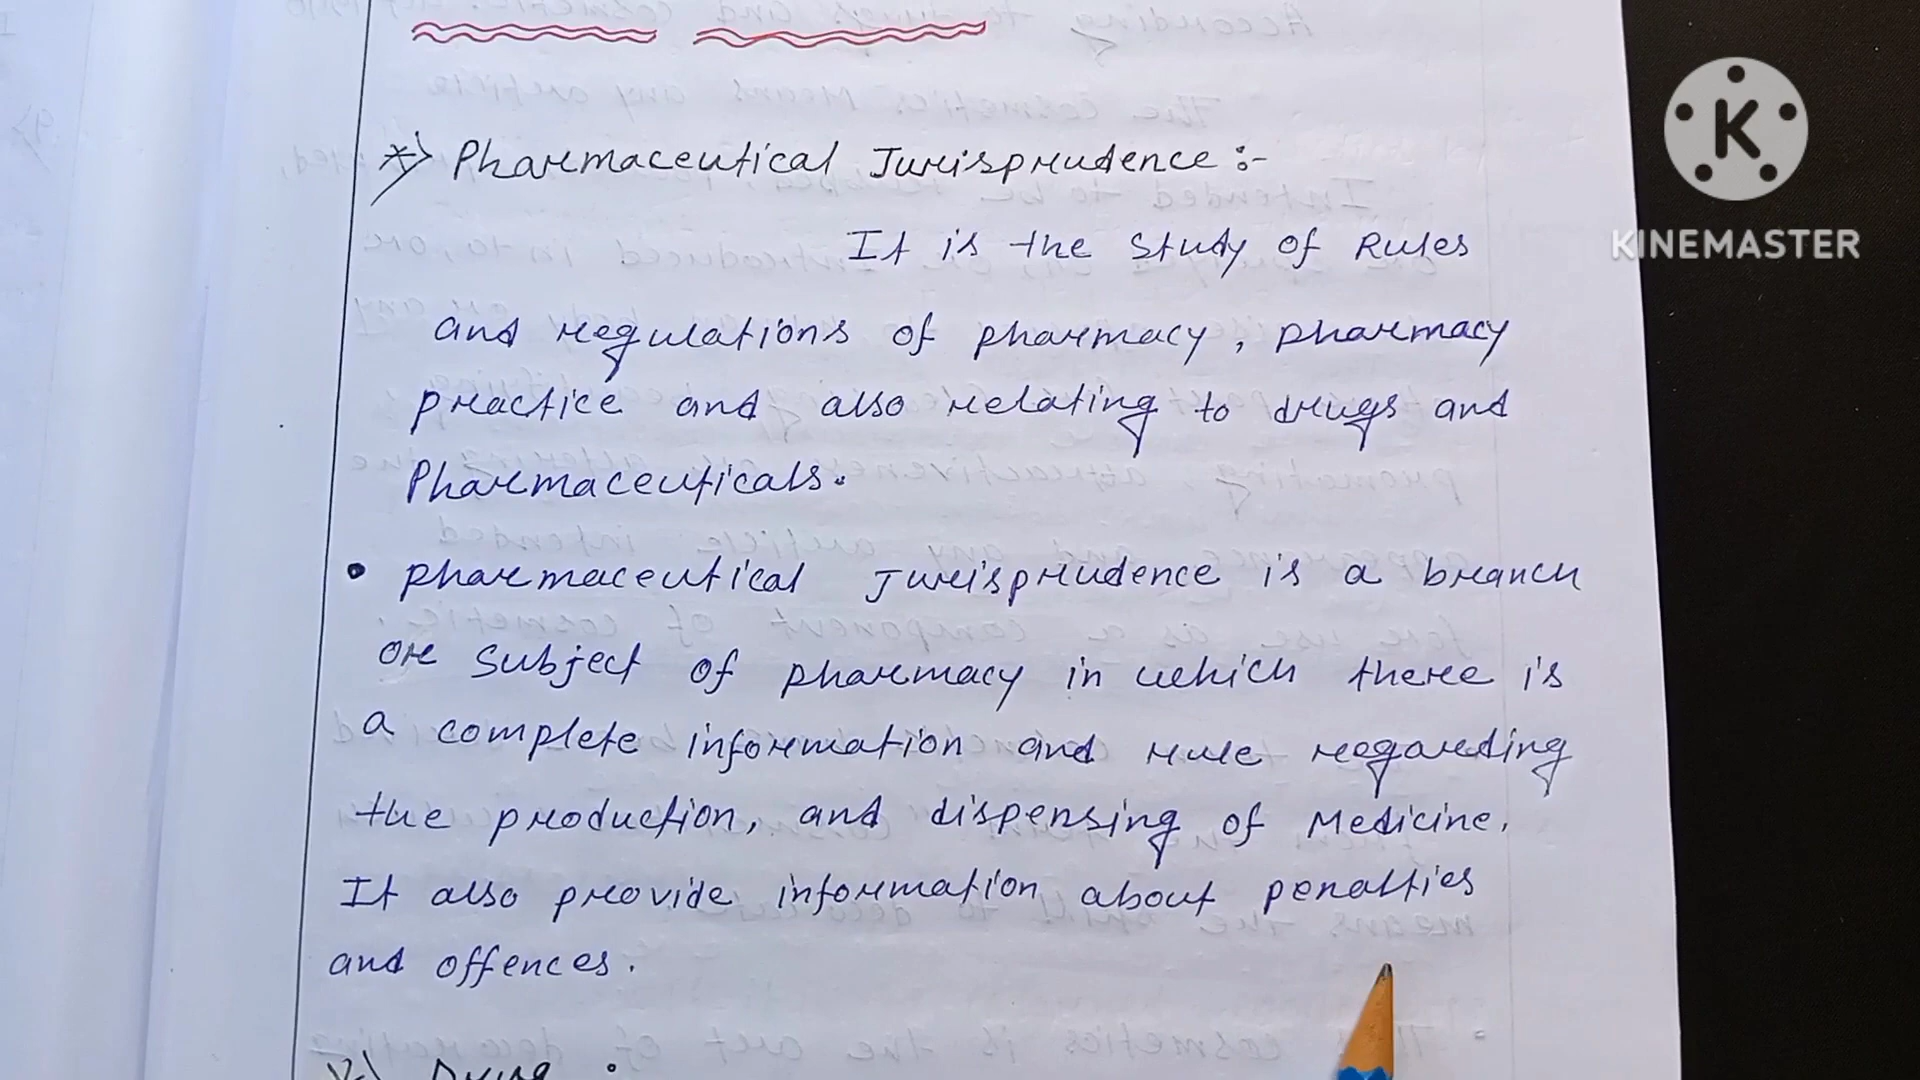 *> Pharmaceutical Jurisprudence :-
It is the study of Rules
and regulations of pharmacy, pharmacy
practice and also relating to drugs and
Pharmaceuticals.
• pharmaceutical Jurisprudence is a branch
or subject of pharmacy in which there is
a complete information and rule regarding
the production, and dispensing of Medicine.
It also provide information about penalties
and offences.
Drug :
K
KINEMASTER